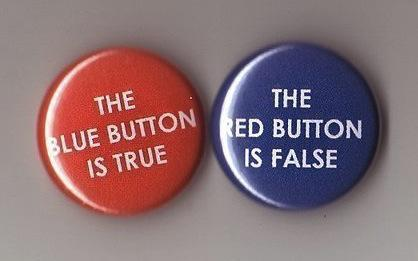 THE
BLUE BUTTON
IS TRUE
THE
RED BUTTON
IS FALSE